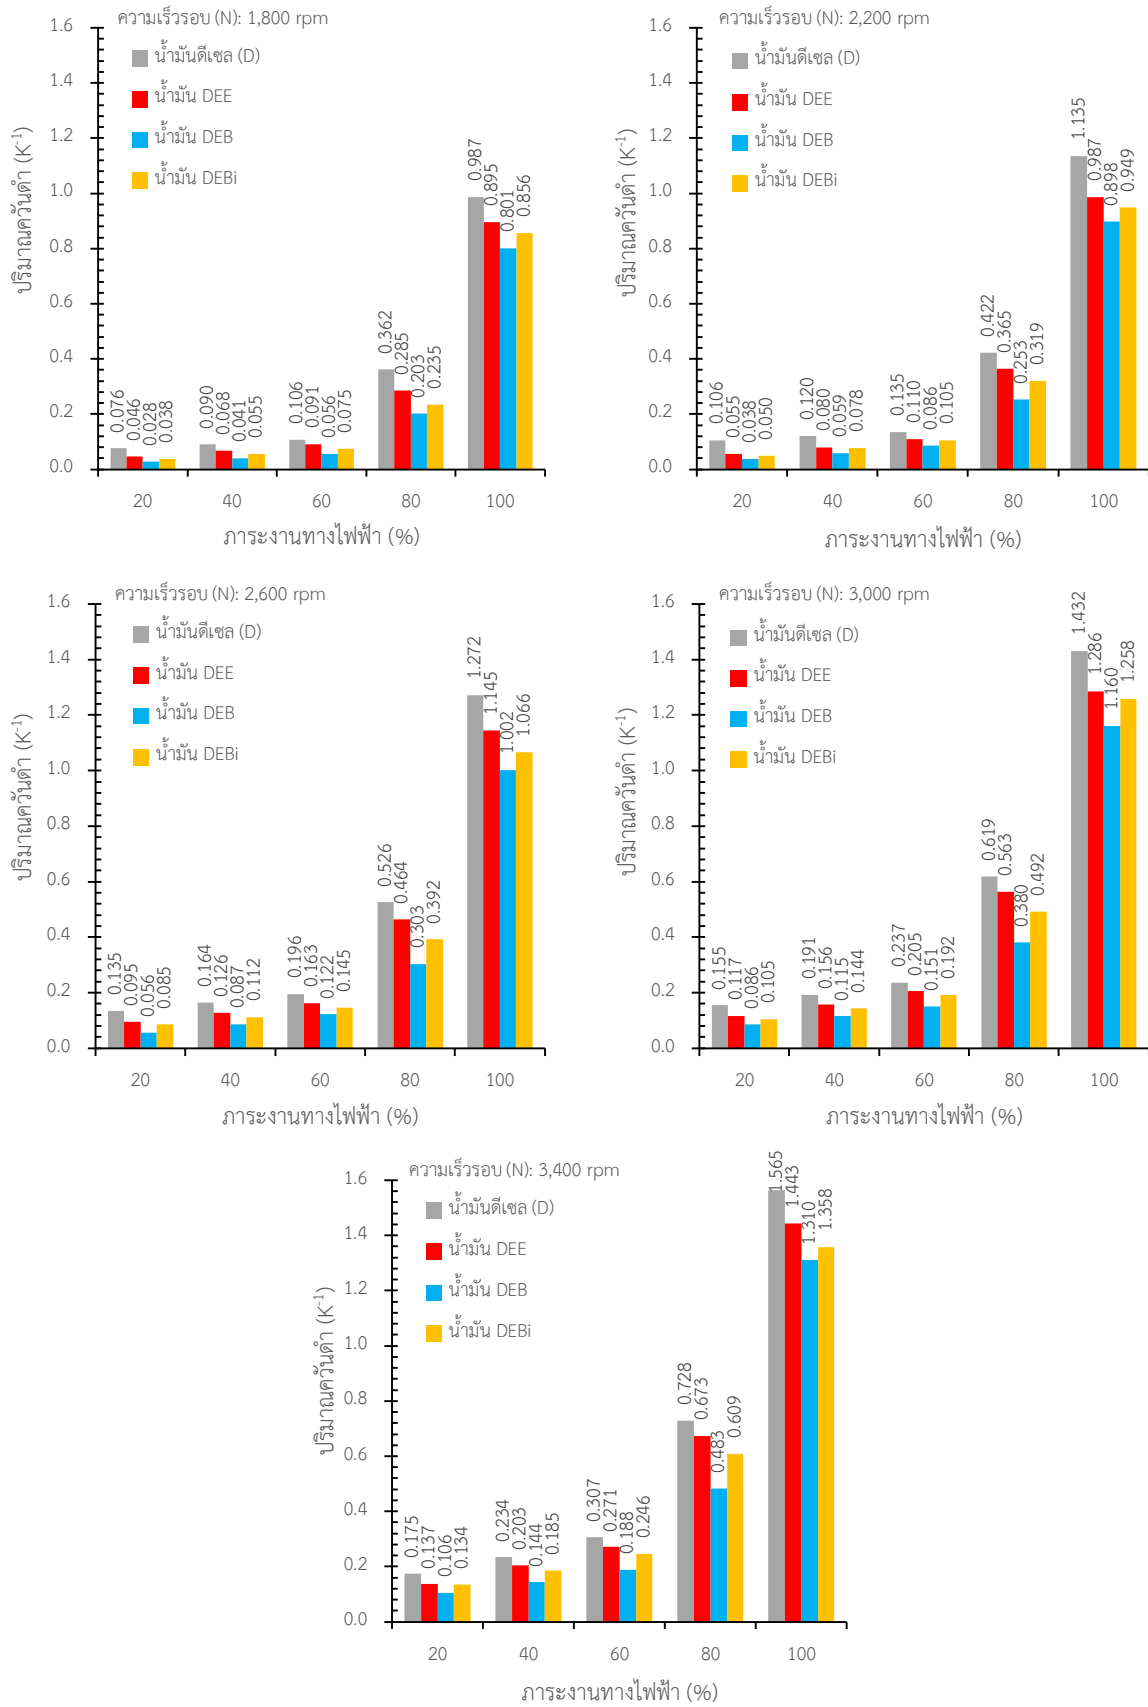 ความเร็วรอบ (N): 1,800 rpm
น้ำมันดีเซล (D)
น้ำมัน DEE
น้ำมัน DEB
น้ำมัน DEBi
ปริมาณควันดำ (K⁻¹)
1.6
1.4
1.2
1.0
0.8
0.6
0.4
0.2
0.0
0.076 0.046 0.028 0.038
0.090 0.068 0.041 0.055
0.106 0.091 0.056 0.075
0.362 0.285 0.203 0.235
0.987 0.895 0.801 0.856
20 40 60 80 100
ภาระงานทางไฟฟ้า (%)
ความเร็วรอบ (N): 2,200 rpm
น้ำมันดีเซล (D)
น้ำมัน DEE
น้ำมัน DEB
น้ำมัน DEBi
ปริมาณควันดำ (K⁻¹)
1.6
1.4
1.2
1.0
0.8
0.6
0.4
0.2
0.0
0.106 0.055 0.038 0.050
0.120 0.080 0.059 0.078
0.135 0.110 0.086 0.105
0.422 0.365 0.253 0.319
1.135 0.987 0.898 0.949
20 40 60 80 100
ภาระงานทางไฟฟ้า (%)
ความเร็วรอบ (N): 2,600 rpm
น้ำมันดีเซล (D)
น้ำมัน DEE
น้ำมัน DEB
น้ำมัน DEBi
ปริมาณควันดำ (K⁻¹)
1.6
1.4
1.2
1.0
0.8
0.6
0.4
0.2
0.0
0.135 0.095 0.056 0.085
0.164 0.126 0.087 0.112
0.196 0.163 0.122 0.145
0.526 0.464 0.303 0.392
1.272 1.145 1.002 1.066
20 40 60 80 100
ภาระงานทางไฟฟ้า (%)
ความเร็วรอบ (N): 3,000 rpm
น้ำมันดีเซล (D)
น้ำมัน DEE
น้ำมัน DEB
น้ำมัน DEBi
ปริมาณควันดำ (K⁻¹)
1.6
1.4
1.2
1.0
0.8
0.6
0.4
0.2
0.0
0.155 0.117 0.086 0.105
0.191 0.156 0.115 0.144
0.237 0.205 0.151 0.192
0.619 0.563 0.380 0.492
1.432 1.286 1.160 1.258
20 40 60 80 100
ภาระงานทางไฟฟ้า (%)
ความเร็วรอบ (N): 3,400 rpm
น้ำมันดีเซล (D)
น้ำมัน DEE
น้ำมัน DEB
น้ำมัน DEBi
ปริมาณควันดำ (K⁻¹)
1.6
1.4
1.2
1.0
0.8
0.6
0.4
0.2
0.0
0.175 0.137 0.106 0.134
0.234 0.203 0.144 0.185
0.307 0.271 0.188 0.246
0.728 0.673 0.483 0.609
1.565 1.443 1.310 1.358
20 40 60 80 100
ภาระงานทางไฟฟ้า (%)